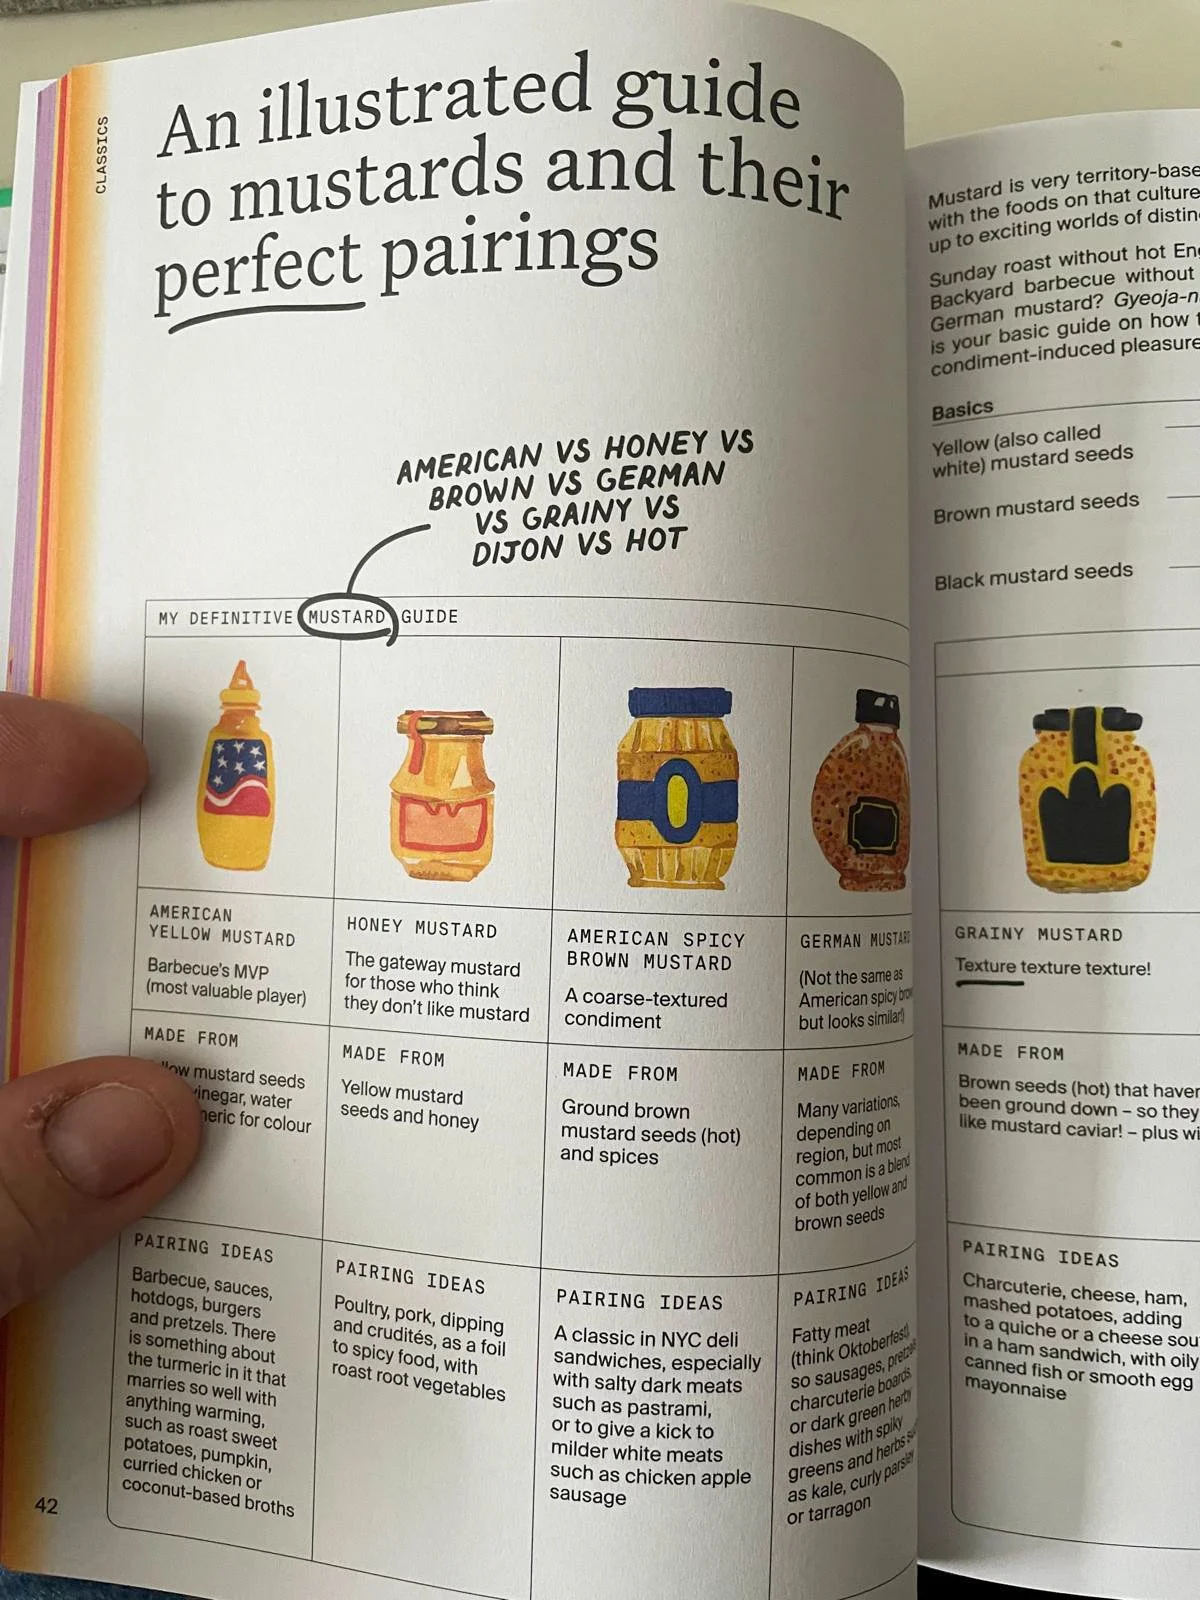 CLASSICS
An illustrated guide
to mustards and their
perfect pairings
AMERICAN VS HONEY VS
BROWN VS GERMAN
VS GRAINY VS
DIJON VS HOT
MY DEFINITIVE MUSTARD GUIDE
AMERICAN
YELLOW MUSTARD
Barbecue's MVP
(most valuable player)
MADE FROM
mustard seeds
vinegar, water
for colour
PAIRING IDEAS
Barbecue, sauces,
hotdogs, burgers
and pretzels. There
is something about
the turmeric in it that
marries so well with
anything warming,
such as roast sweet
potatoes, pumpkin,
curried chicken or
coconut-based broths
HONEY MUSTARD
The gateway mustard
for those who think
they don't like mustard
MADE FROM
Yellow mustard
seeds and honey
PAIRING IDEAS
Poultry, pork, dipping
and crudités, as a foil
to spicy food, with
roast root vegetables
AMERICAN SPICY
BROWN MUSTARD
A coarse-textured
condiment
MADE FROM
Ground brown
mustard seeds (hot)
and spices
PAIRING IDEAS
A classic in NYC deli
sandwiches, especially
with salty dark meats
such as pastrami,
or to give a kick to
milder white meats
such as chicken apple
sausage
GERMAN MUSTARD
(Not the same as
American spicy brown
but looks similar!)
MADE FROM
Many variations,
depending on
region, but most
common is a blend
of both yellow and
brown seeds
PAIRING IDEAS
Fatty meat
(think Oktoberfest),
so sausages, pretzels
charcuterie boards,
or dark green herby
dishes with spiky
greens and herbs
as kale, curly parsley
or tarragon
42
Mustard is very
with the foods on that
up to exciting worlds of
Sunday roast without hot
Backyard barbecue without
German mustard?
is your basic guide on how
condiment-induced
Basics
Yellow (also called
white) mustard seeds
Brown mustard seeds
Black mustard seeds
GRAINY MUSTARD
Texture texture texture!
MADE FROM
Brown seeds (hot) that
been ground down – so they
like mustard caviar! – plus
PAIRING IDEAS
Charcuterie, cheese, ham,
mashed potatoes, adding
to a quiche or a cheese
in a ham sandwich, with oily
canned fish or smooth egg
mayonnaise